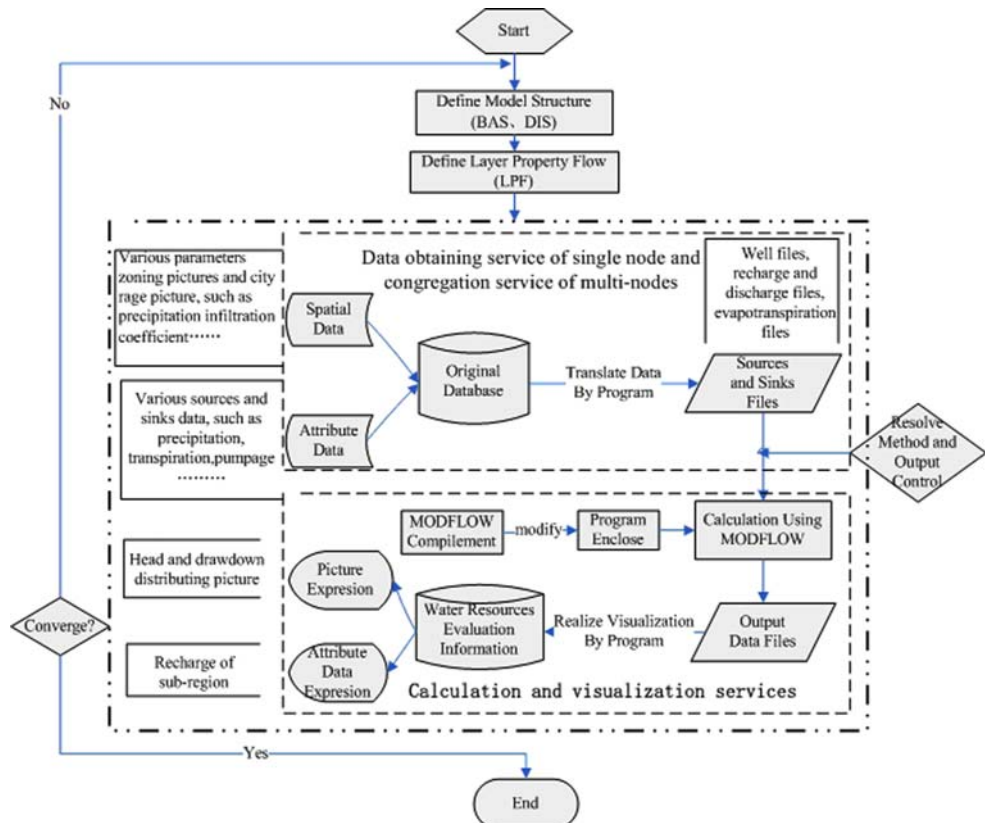 Start
No
Define Model Structure
(BAS、DIS)
Define Layer Property Flow
(LPF)
Various parameters
zoning pictures and city
rage picture, such as
precipitation infiltration
coefficient······
Data obtaining service of single node and
congregation service of multi-nodes
Well files,
recharge and
discharge files,
evapotranspiration
files
Spatial
Data
Original
Database
Translate Data
By Program
Sources
and Sinks
Files
Various sources and
sinks data, such as
precipitation,
transpiration,pumpage
·········
Attribute
Data
Resolve
Method and
Output
Control
MODFLOW
Compilement
modify
Program
Enclose
Calculation Using
MODFLOW
Head and drawdown
distributing picture
Picture
Expresion
Water Resources
Evaluation
Information
Realize Visualization
By Program
Output
Data Files
Converge?
Recharge of
sub-region
Attribute
Data
Expresion
Calculation and visualization services
Yes
End